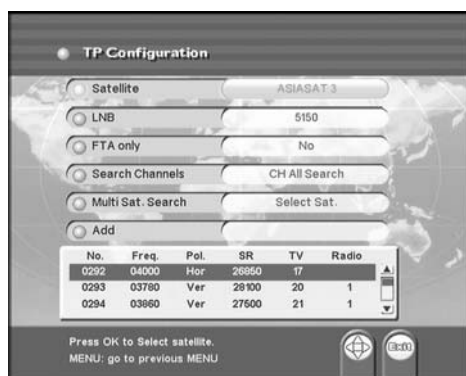 TP Configuration
Satellite ASIASAT 3
LNB 5150
FTA only No
Search Channels CH All Search
Multi Sat. Search Select Sat.
Add
No. Freq. Pol. SR TV Radio
0292 04000 Hor 26850 17
0293 03780 Ver 28100 20 1
0294 03860 Ver 27500 21 1
Press OK to Select satellite.
MENU: go to previous MENU
Exit